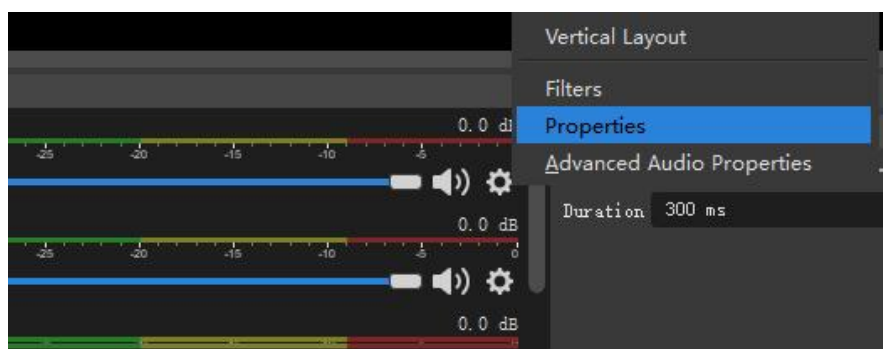 Vertical Layout
Filters
0.0 d
Properties
-25 -20 -15 -10 -5
Advanced Audio Properties
Duration 300 ms
0.0 dB
-25 -20 -15 -10 -5 0
0.0 dB